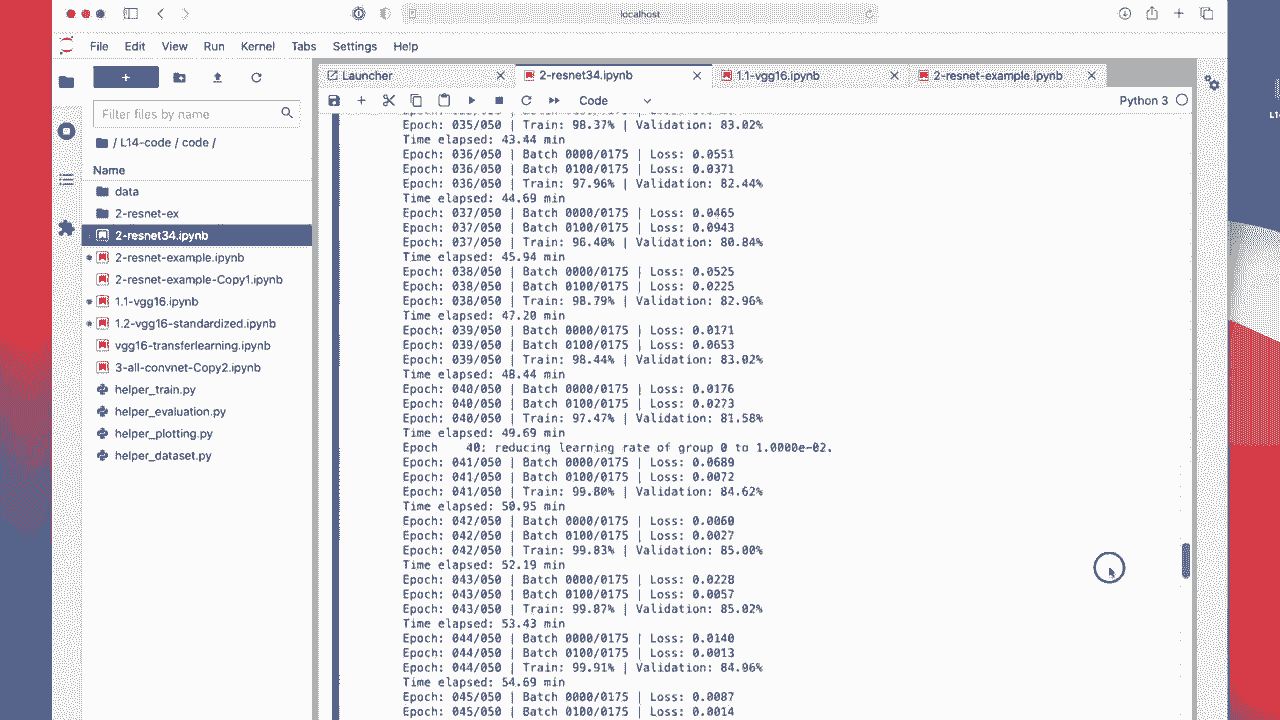 localhost
File Edit View Run Kernel Tabs Settings Help
Launcher
2-resnet34.ipynb
1.1-vgg16.ipynb
2-resnet-example.ipynb
Code
Python 3
Filter files by name
/ L14-code / code /
Name
data
2-resnet-ex
2-resnet34.ipynb
2-resnet-example.ipynb
2-resnet-example-Copy1.ipynb
1.1-vgg16.ipynb
1.2-vgg16-standardized.ipynb
vgg16-transferlearning.ipynb
3-all-convnet-Copy2.ipynb
helper_train.py
helper_evaluation.py
helper_plotting.py
helper_dataset.py
Epoch: 035/050 | Train: 98.37% | Validation: 83.02%
Time elapsed: 43.44 min
Epoch: 036/050 | Batch 0000/0175 | Loss: 0.0551
Epoch: 036/050 | Batch 0100/0175 | Loss: 0.0371
Epoch: 036/050 | Train: 97.96% | Validation: 82.44%
Time elapsed: 44.69 min
Epoch: 037/050 | Batch 0000/0175 | Loss: 0.0465
Epoch: 037/050 | Batch 0100/0175 | Loss: 0.0943
Epoch: 037/050 | Train: 96.40% | Validation: 80.84%
Time elapsed: 45.94 min
Epoch: 038/050 | Batch 0000/0175 | Loss: 0.0525
Epoch: 038/050 | Batch 0100/0175 | Loss: 0.0225
Epoch: 038/050 | Train: 98.79% | Validation: 82.96%
Time elapsed: 47.20 min
Epoch: 039/050 | Batch 0000/0175 | Loss: 0.0171
Epoch: 039/050 | Batch 0100/0175 | Loss: 0.0653
Epoch: 039/050 | Train: 98.44% | Validation: 83.02%
Time elapsed: 48.44 min
Epoch: 040/050 | Batch 0000/0175 | Loss: 0.0176
Epoch: 040/050 | Batch 0100/0175 | Loss: 0.0273
Epoch: 040/050 | Train: 97.47% | Validation: 81.58%
Time elapsed: 49.69 min
Epoch    40: reducing learning rate of group 0 to 1.0000e-02.
Epoch: 041/050 | Batch 0000/0175 | Loss: 0.0689
Epoch: 041/050 | Batch 0100/0175 | Loss: 0.0072
Epoch: 041/050 | Train: 99.80% | Validation: 84.62%
Time elapsed: 50.95 min
Epoch: 042/050 | Batch 0000/0175 | Loss: 0.0060
Epoch: 042/050 | Batch 0100/0175 | Loss: 0.0027
Epoch: 042/050 | Train: 99.83% | Validation: 85.00%
Time elapsed: 52.19 min
Epoch: 043/050 | Batch 0000/0175 | Loss: 0.0228
Epoch: 043/050 | Batch 0100/0175 | Loss: 0.0057
Epoch: 043/050 | Train: 99.87% | Validation: 85.02%
Time elapsed: 53.43 min
Epoch: 044/050 | Batch 0000/0175 | Loss: 0.0140
Epoch: 044/050 | Batch 0100/0175 | Loss: 0.0013
Epoch: 044/050 | Train: 99.91% | Validation: 84.96%
Time elapsed: 54.69 min
Epoch: 045/050 | Batch 0000/0175 | Loss: 0.0087
Epoch: 045/050 | Batch 0100/0175 | Loss: 0.0014